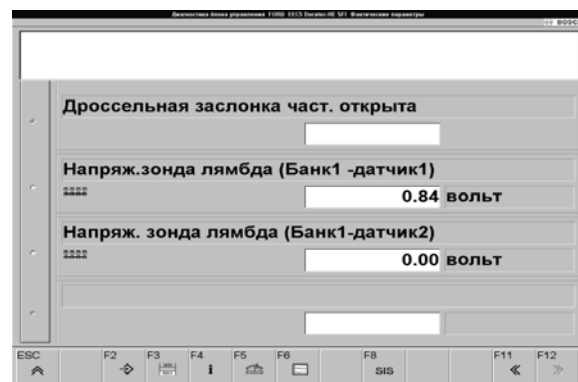 Диагностика блока управления FORD EEC5 Duratec-HE SFI Фактические параметры
BOSCH
Дроссельная заслонка част. открыта
Напряж.зонда лямбда (Банк1 -датчик1)
0.84 вольт
Напряж. зонда лямбда (Банк1-датчик2)
0.00 вольт
ESC F2 F3 F4 F5 F6 F8 F11 F12
i SIS